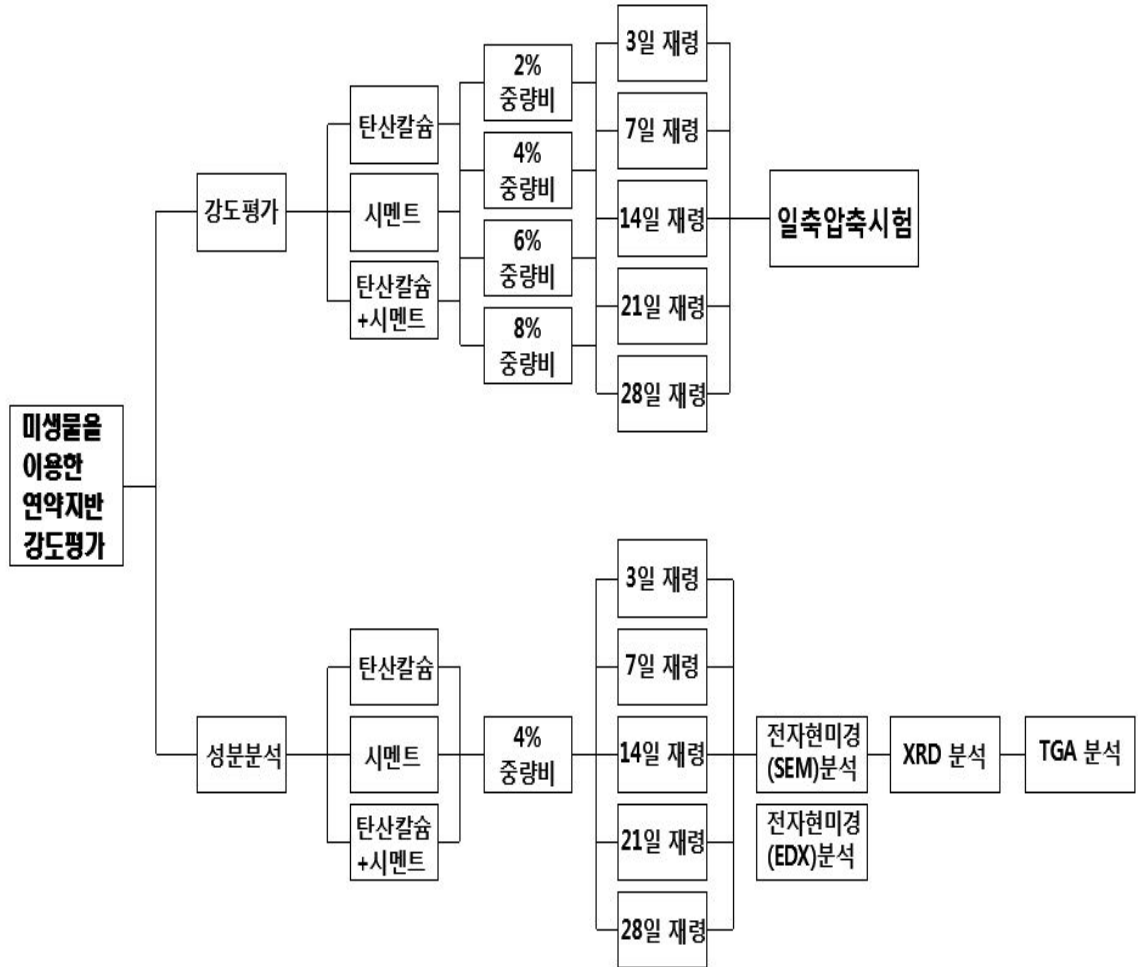 미생물을
이용한
연약지반
강도평가
강도평가
탄산칼슘
시멘트
탄산칼슘
+시멘트
2%
중량비
4%
중량비
6%
중량비
8%
중량비
3일 재령
7일 재령
14일 재령
21일 재령
28일 재령
일축압축시험
성분분석
탄산칼슘
시멘트
탄산칼슘
+시멘트
4%
중량비
3일 재령
7일 재령
14일 재령
21일 재령
28일 재령
전자현미경
(SEM)분석
전자현미경
(EDX)분석
XRD 분석
TGA 분석